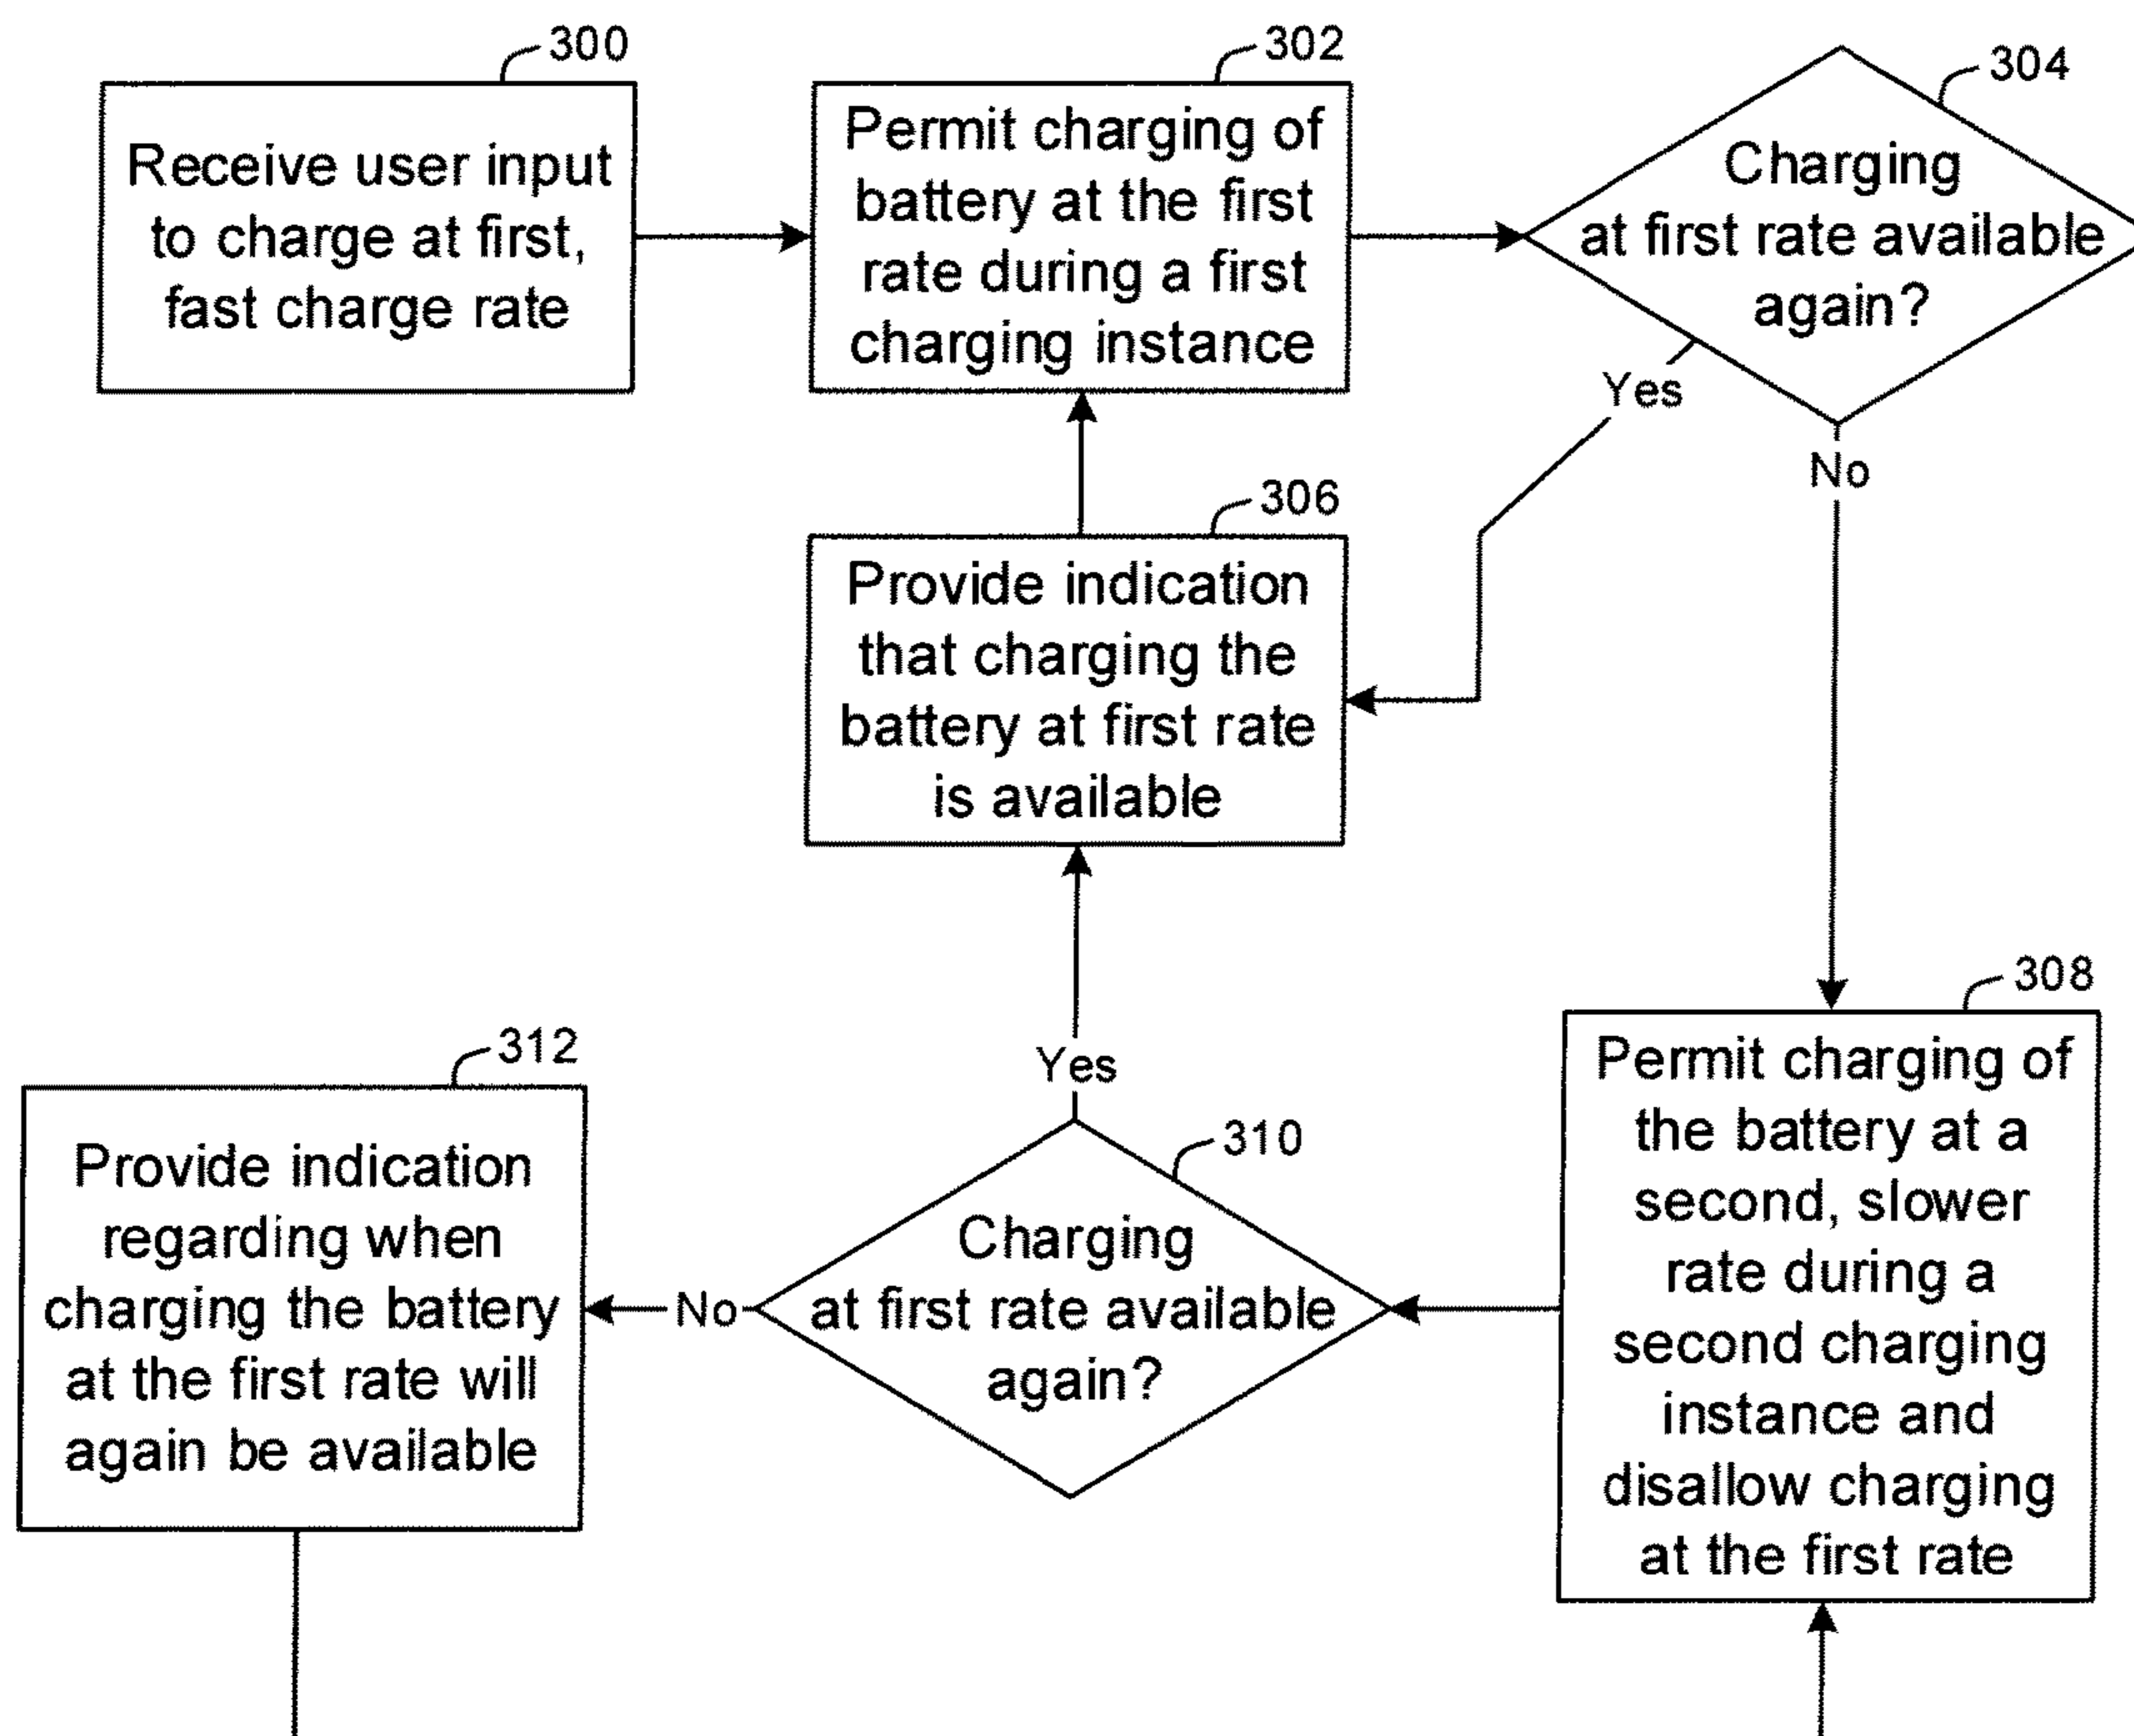 300
Receive user input
to charge at first,
fast charge rate
302
Permit charging of
battery at the first
rate during a first
charging instance
304
Charging
at first rate available
again?
Yes
No
306
Provide indication
that charging the
battery at first rate
is available
308
Permit charging of
the battery at a
second, slower
rate during a
second charging
instance and
disallow charging
at the first rate
310
Charging
at first rate available
again?
Yes
No
312
Provide indication
regarding when
charging the battery
at the first rate will
again be available